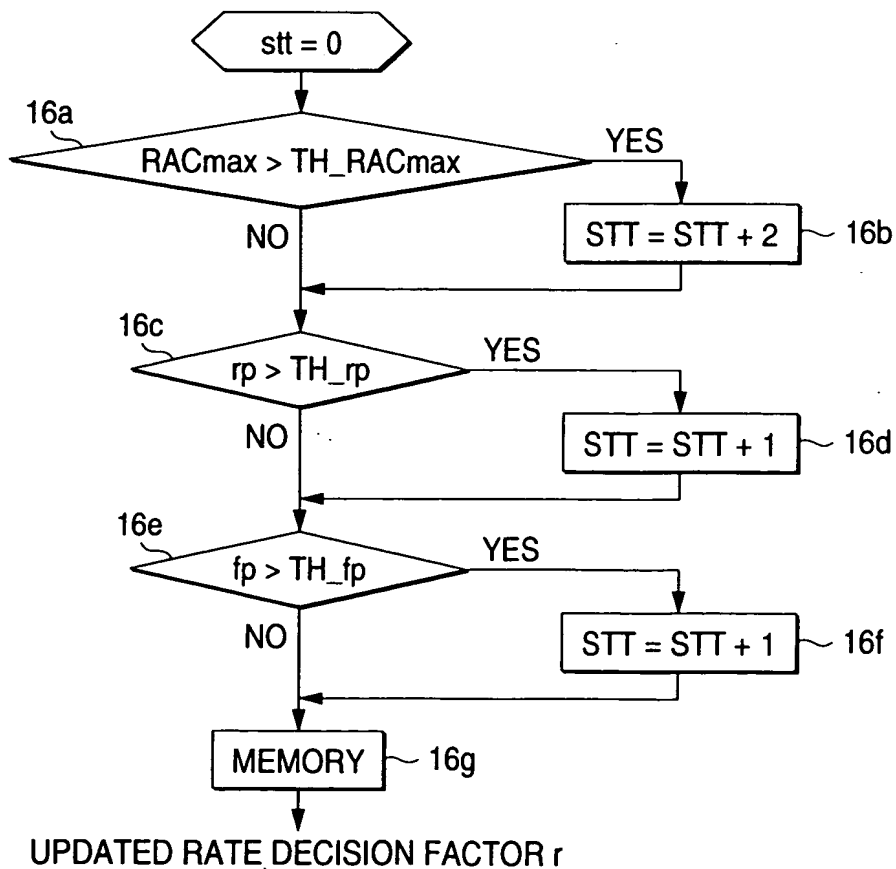 stt = 0
16a
RACmax > TH_RACmax
YES
NO
STT = STT + 2
16b
16c
rp > TH_rp
YES
NO
STT = STT + 1
16d
16e
fp > TH_fp
YES
NO
STT = STT + 1
16f
MEMORY
16g
UPDATED RATE DECISION FACTOR r